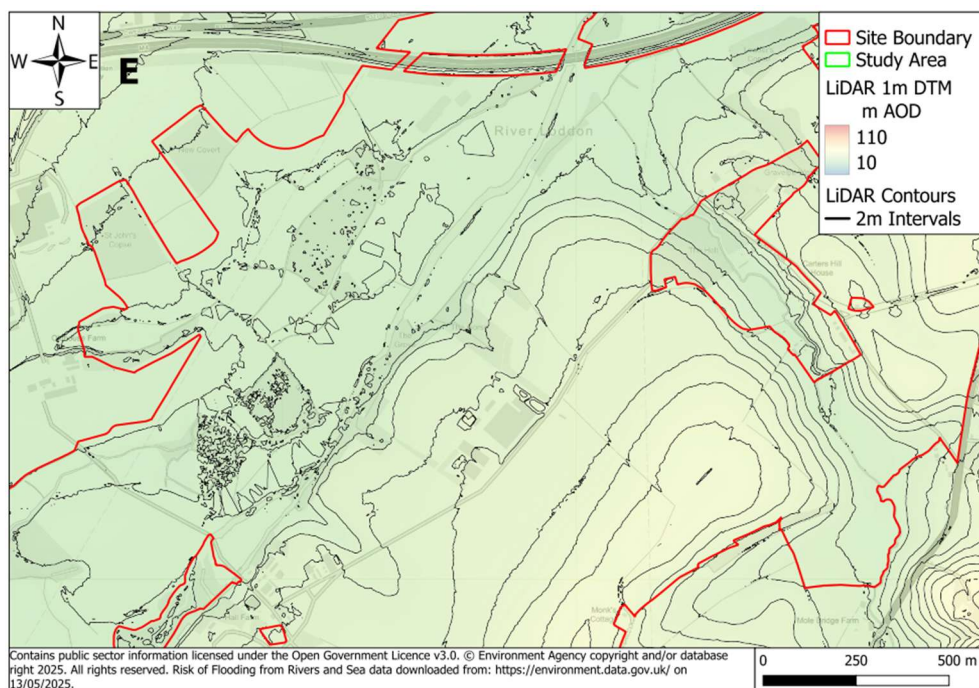 N
W E
S
E
Site Boundary
Study Area
LiDAR 1m DTM
m AOD
110
10
LiDAR Contours
2m Intervals
River Loddon
Carters Hill
House
Monk's
Cottage
Mole Bridge Farm
Hall Farm
Contains public sector information licensed under the Open Government Licence v3.0. © Environment Agency copyright and/or database
right 2025. All rights reserved. Risk of Flooding from Rivers and Sea data downloaded from: https://environment.data.gov.uk/ on
13/05/2025.
0 250 500 m